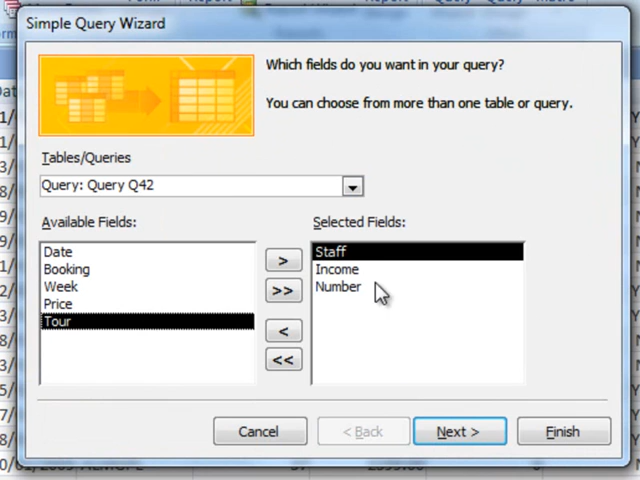 Simple Query Wizard
Which fields do you want in your query?
You can choose from more than one table or query.
Tables/Queries
Query: Query Q42
Available Fields:
Selected Fields:
Date
Booking
Week
Price
Tour
>
>>
<
<<
Staff
Income
Number
Cancel
< Back
Next >
Finish